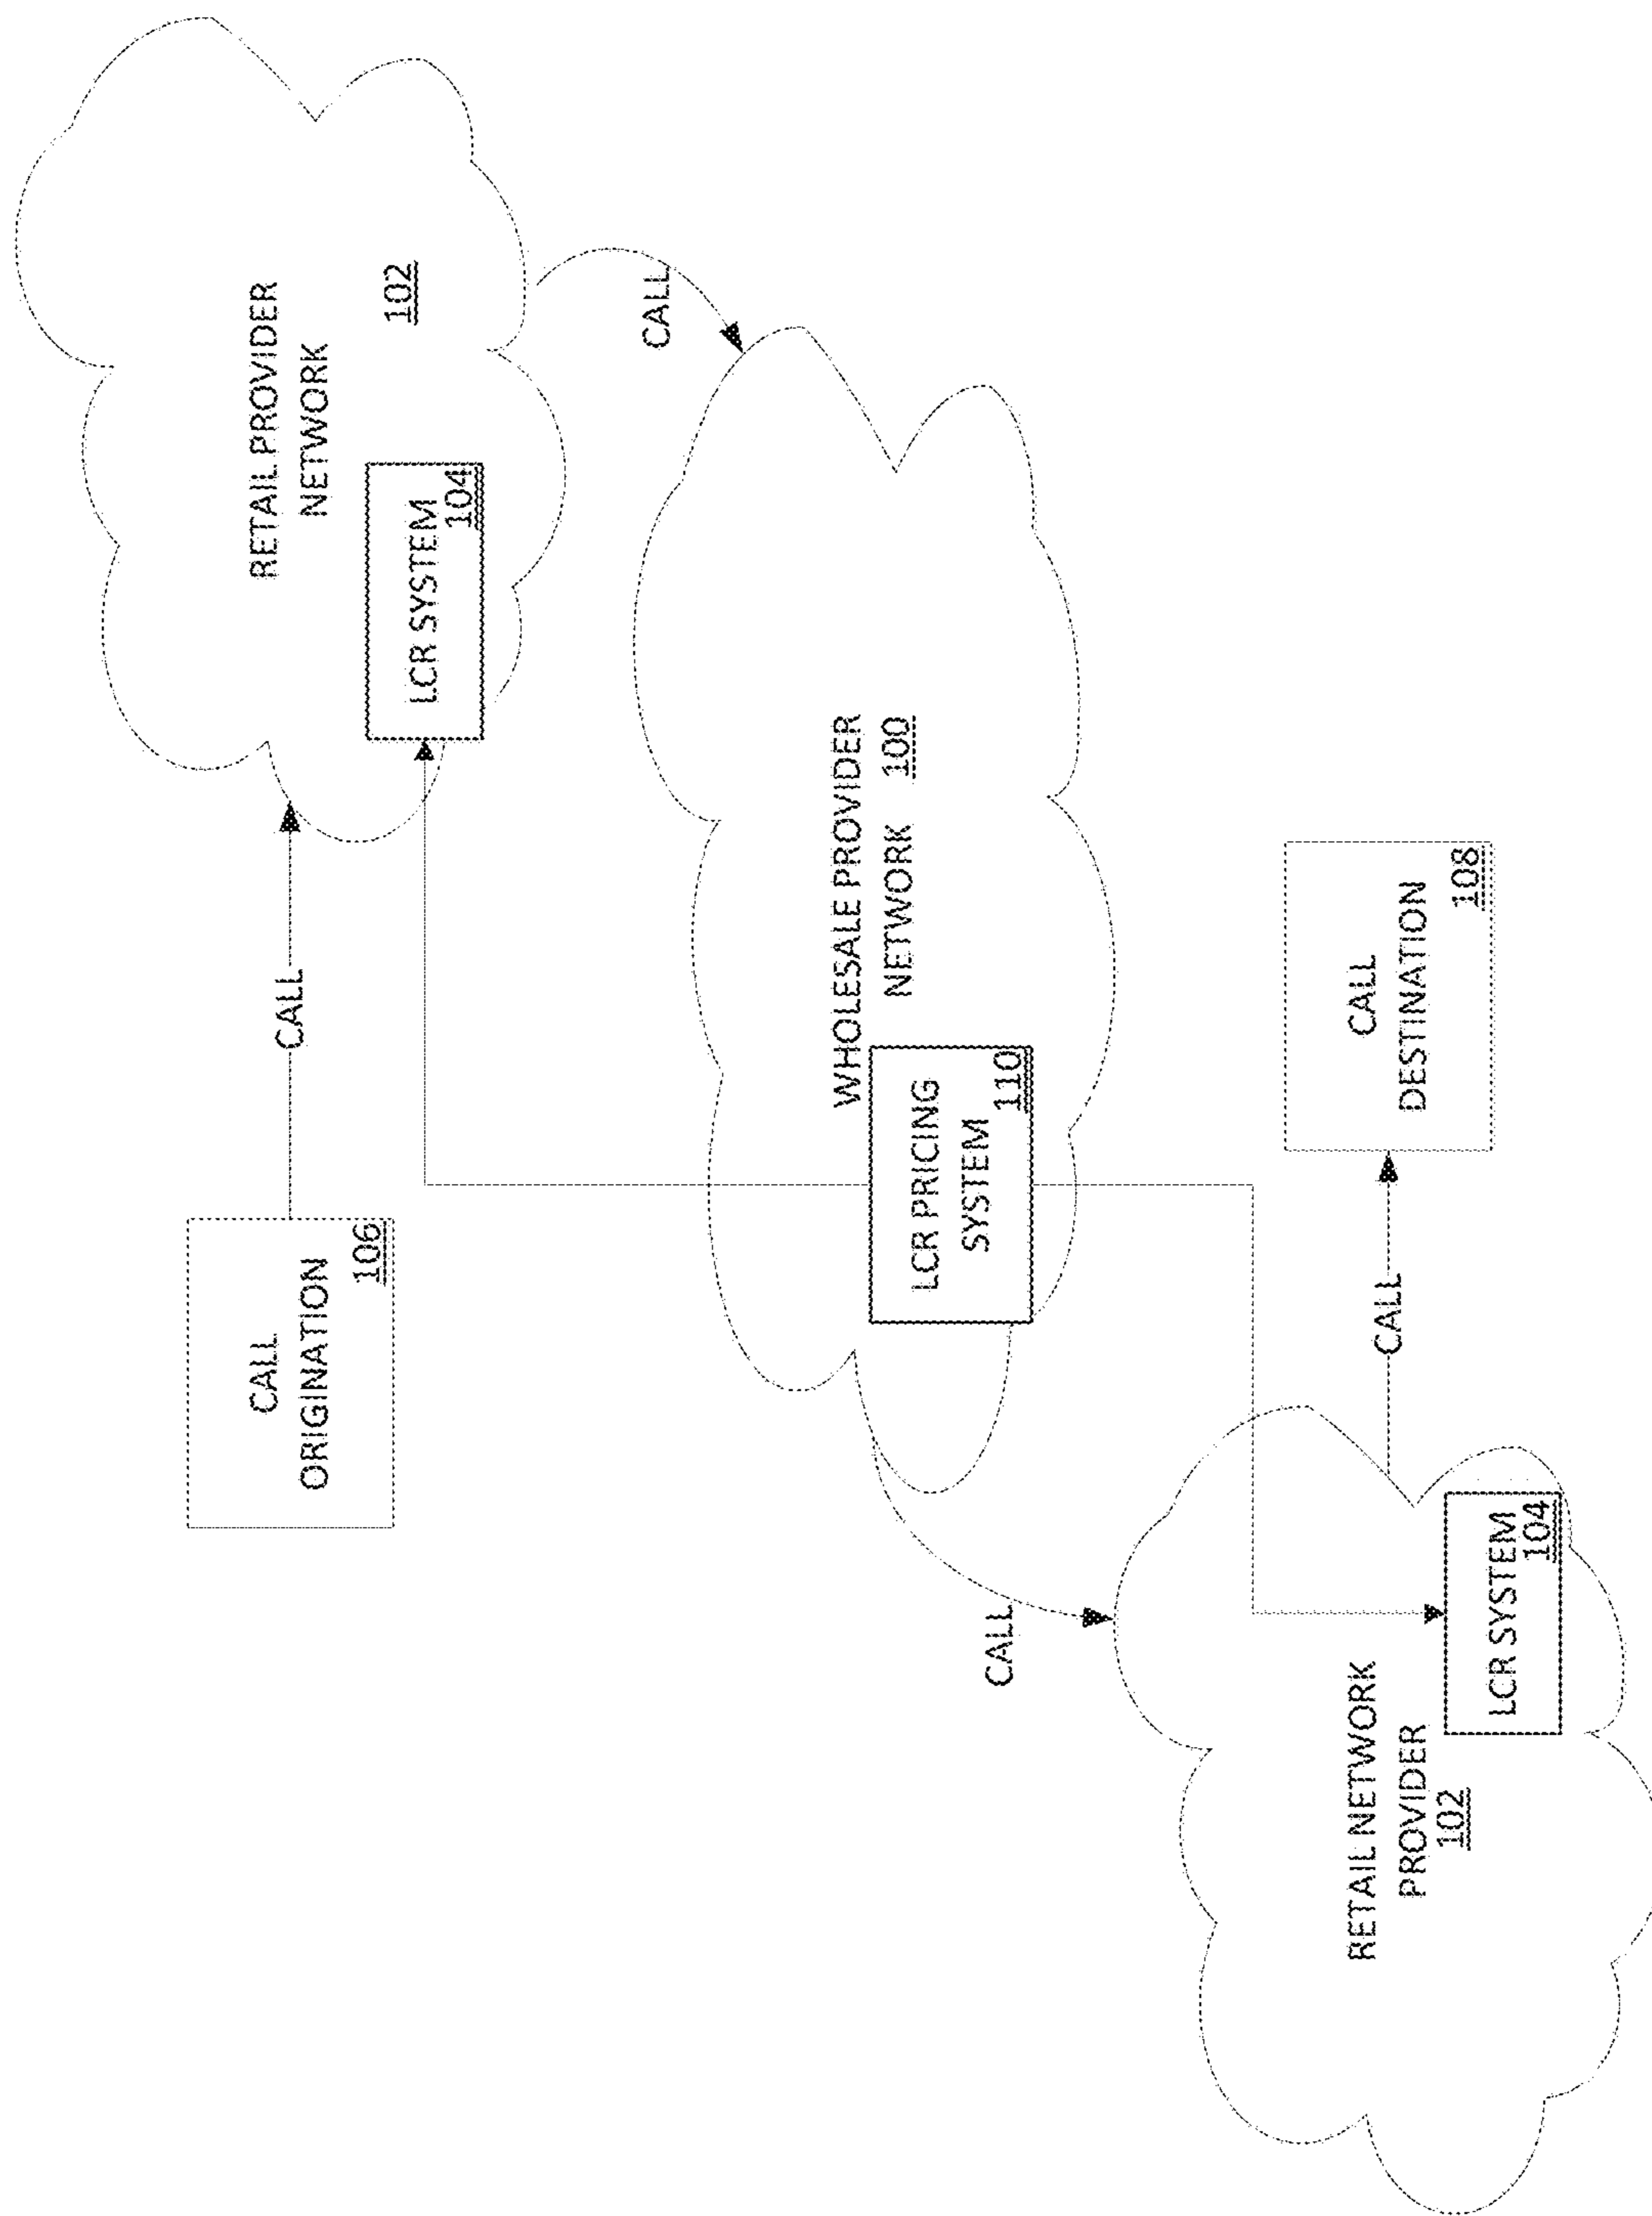 CALL
ORIGINATION
106
CALL
RETAIL PROVIDER
NETWORK
102
LCR SYSTEM
104
CALL
WHOLESALE PROVIDER
NETWORK 100
LCR PRICING
SYSTEM
110
CALL
RETAIL NETWORK
PROVIDER
102
LCR SYSTEM
104
CALL
CALL
DESTINATION
108